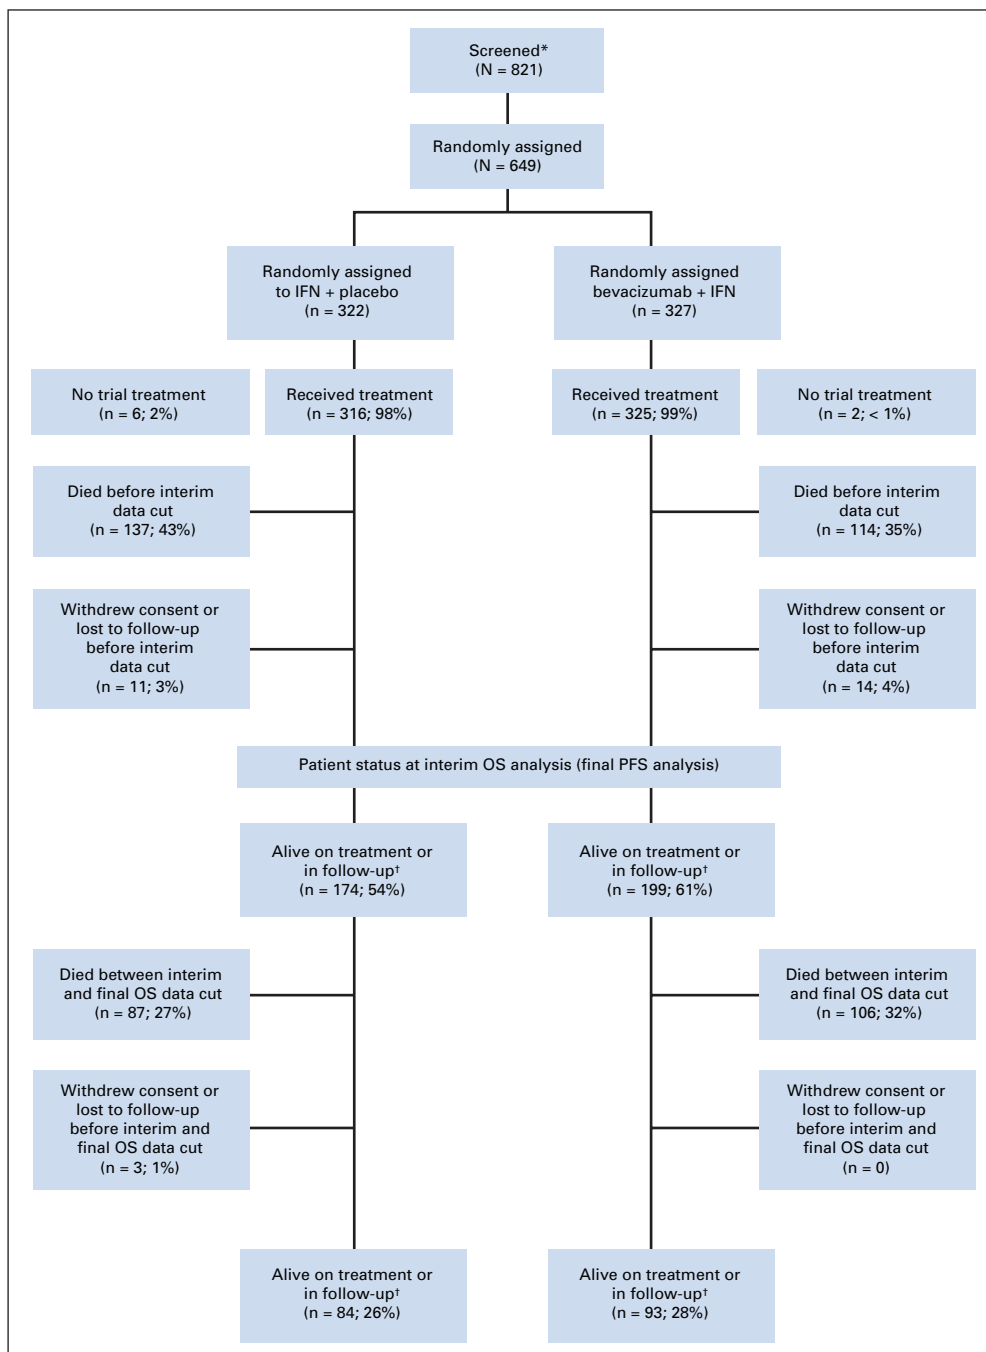 Screened*
(N = 821)
Randomly assigned
(N = 649)
Randomly assigned
to IFN + placebo
(n = 322)
Randomly assigned
bevacizumab + IFN
(n = 327)
No trial treatment
(n = 6; 2%)
Received treatment
(n = 316; 98%)
Received treatment
(n = 325; 99%)
No trial treatment
(n = 2; < 1%)
Died before interim
data cut
(n = 137; 43%)
Died before interim
data cut
(n = 114; 35%)
Withdrew consent or
lost to follow-up
before interim
data cut
(n = 11; 3%)
Withdrew consent or
lost to follow-up
before interim
data cut
(n = 14; 4%)
Patient status at interim OS analysis (final PFS analysis)
Alive on treatment or
in follow-up†
(n = 174; 54%)
Alive on treatment or
in follow-up†
(n = 199; 61%)
Died between interim
and final OS data cut
(n = 87; 27%)
Died between interim
and final OS data cut
(n = 106; 32%)
Withdrew consent or
lost to follow-up
before interim and
final OS data cut
(n = 3; 1%)
Withdrew consent or
lost to follow-up
before interim and
final OS data cut
(n = 0)
Alive on treatment or
in follow-up†
(n = 84; 26%)
Alive on treatment or
in follow-up†
(n = 93; 28%)